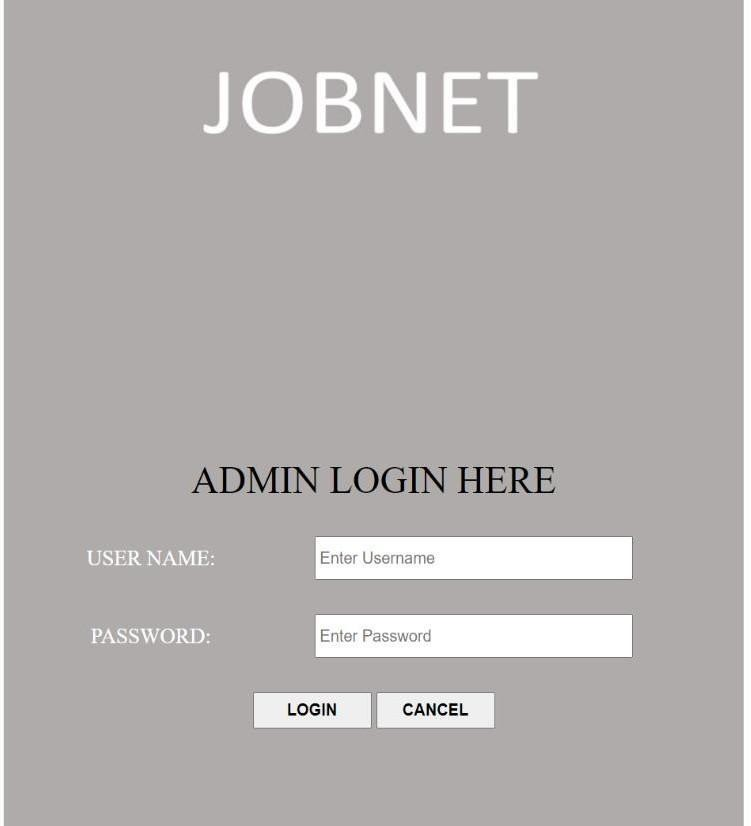 JOBNET
ADMIN LOGIN HERE
USER NAME: Enter Username
PASSWORD: Enter Password
LOGIN CANCEL